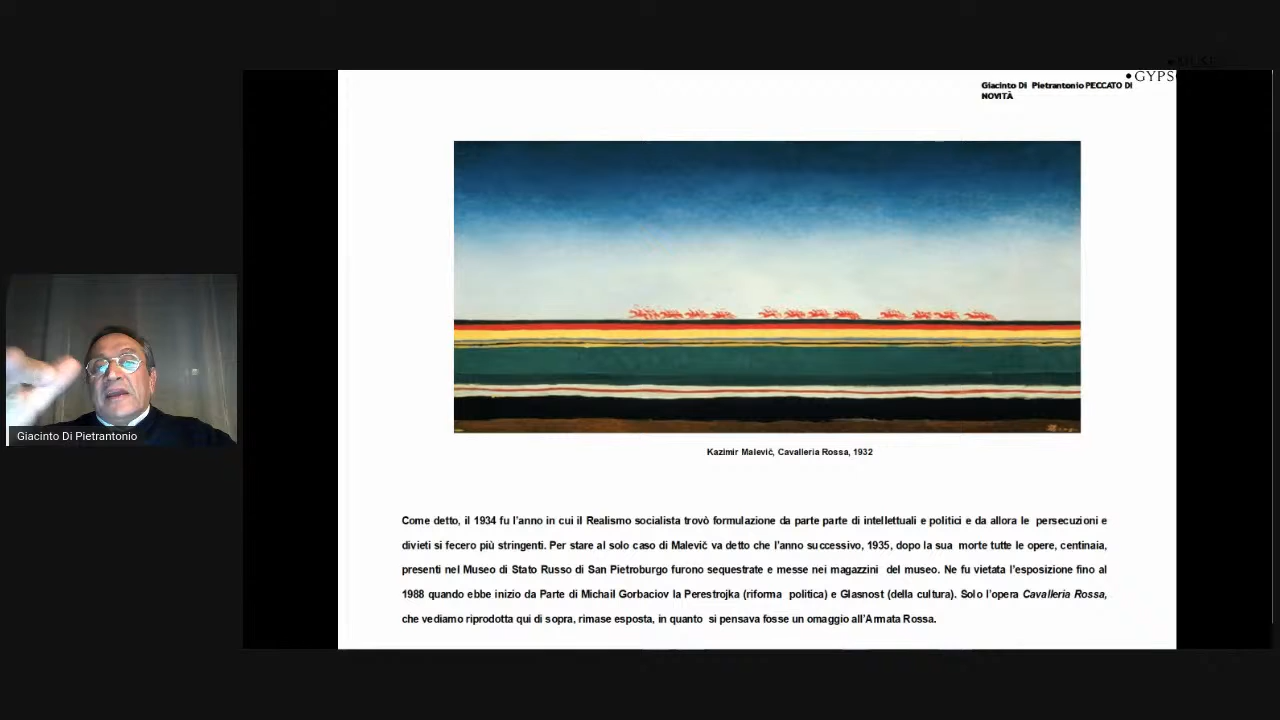 GYPS
Giacinto Di Pietrantonio PECCATO DI
NOVITÀ
Kazimir Malevič, Cavalleria Rossa, 1932
Giacinto Di Pietrantonio
Come detto, il 1934 fu l'anno in cui il Realismo socialista trovò formulazione da parte parte di intellettuali e politici e da allora le persecuzioni e
divieti si fecero più stringenti. Per stare al solo caso di Malevič va detto che l'anno successivo, 1935, dopo la sua morte tutte le opere, centinaia,
presenti nel Museo di Stato Russo di San Pietroburgo furono sequestrate e messe nei magazzini del museo. Ne fu vietata l'esposizione fino al
1988 quando ebbe inizio da Parte di Michail Gorbaciov la Perestrojka (riforma politica) e Glasnost (della cultura). Solo l'opera Cavalleria Rossa,
che vediamo riprodotta qui di sopra, rimase esposta, in quanto si pensava fosse un omaggio all'Armata Rossa.